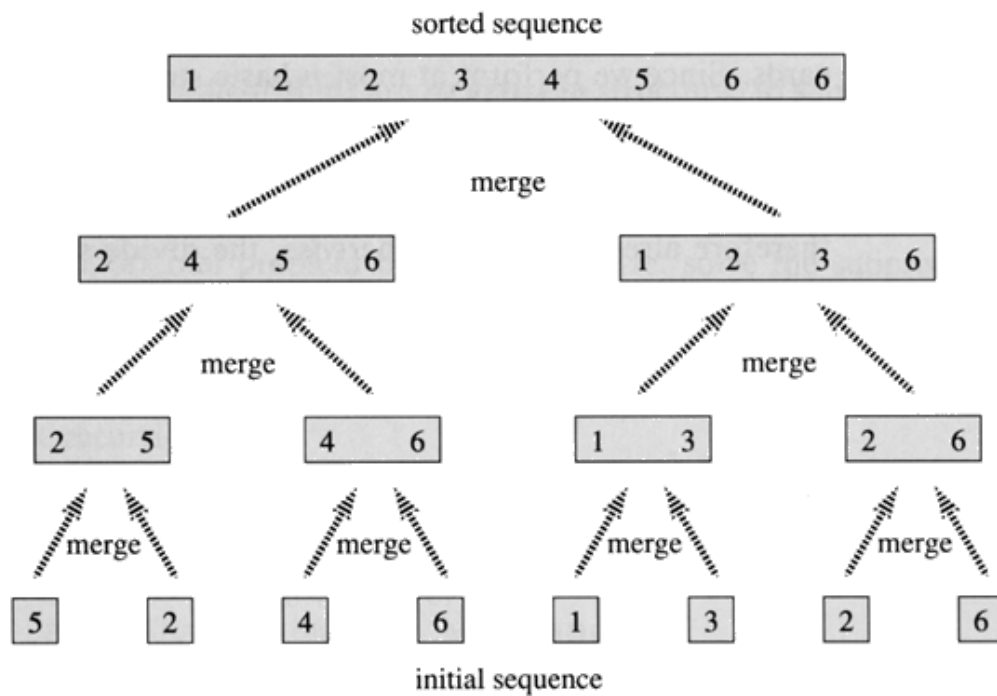 sorted sequence
1 2 2 3 4 5 6 6
merge
2 4 5 6
1 2 3 6
merge
merge
2 5
4 6
1 3
2 6
merge
merge
merge
merge
5
2
4
6
1
3
2
6
initial sequence